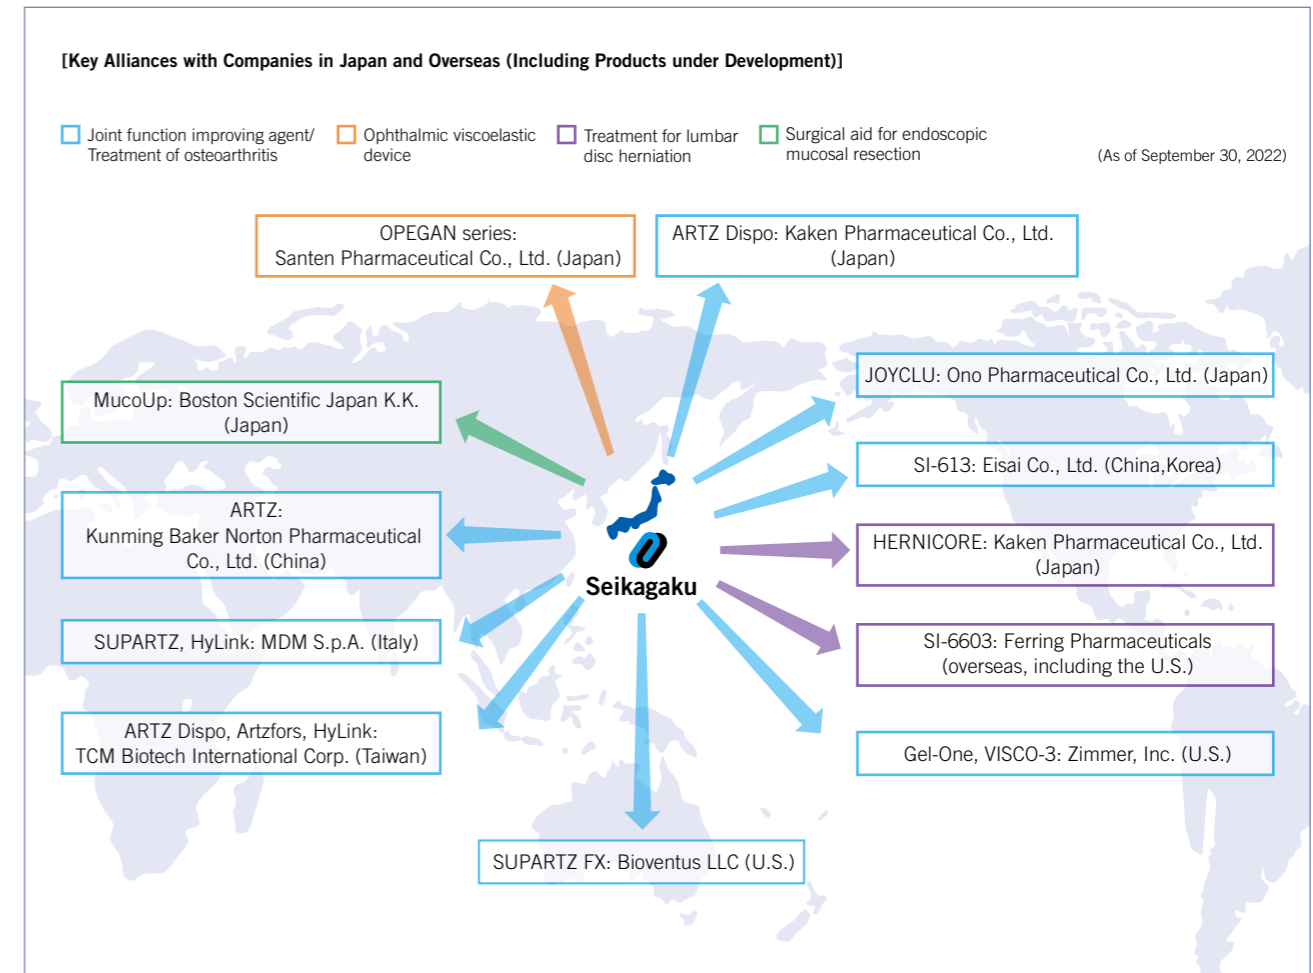 [Key Alliances with Companies in Japan and Overseas (Including Products under Development)]
Joint function improving agent/
Treatment of osteoarthritis
Ophthalmic viscoelastic
device
Treatment for lumbar
disc herniation
Surgical aid for endoscopic
mucosal resection
(As of September 30, 2022)
OPEGAN series:
Santen Pharmaceutical Co., Ltd. (Japan)
ARTZ Dispo: Kaken Pharmaceutical Co., Ltd.
(Japan)
JOYCLU: Ono Pharmaceutical Co., Ltd. (Japan)
MucoUp: Boston Scientific Japan K.K.
(Japan)
SI-613: Eisai Co., Ltd. (China,Korea)
ARTZ:
Kunming Baker Norton Pharmaceutical
Co., Ltd. (China)
HERNICORE: Kaken Pharmaceutical Co., Ltd.
(Japan)
Seikagaku
SUPARTZ, HyLink: MDM S.p.A. (Italy)
SI-6603: Ferring Pharmaceuticals
(overseas, including the U.S.)
ARTZ Dispo, Artzfors, HyLink:
TCM Biotech International Corp. (Taiwan)
Gel-One, VISCO-3: Zimmer, Inc. (U.S.)
SUPARTZ FX: Bioventus LLC (U.S.)